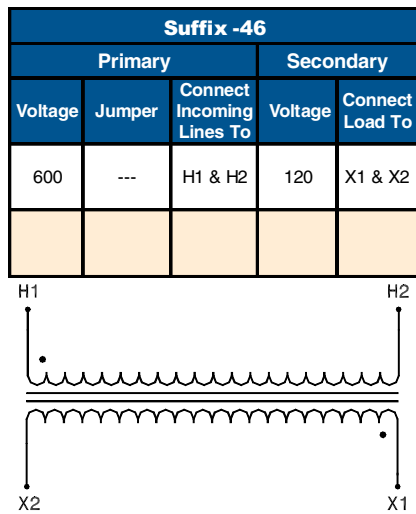 Suffix -46
Primary Secondary
Voltage Jumper Connect Incoming Lines To Voltage Connect Load To
600 --- H1 & H2 120 X1 & X2
H1 H2
X2 X1